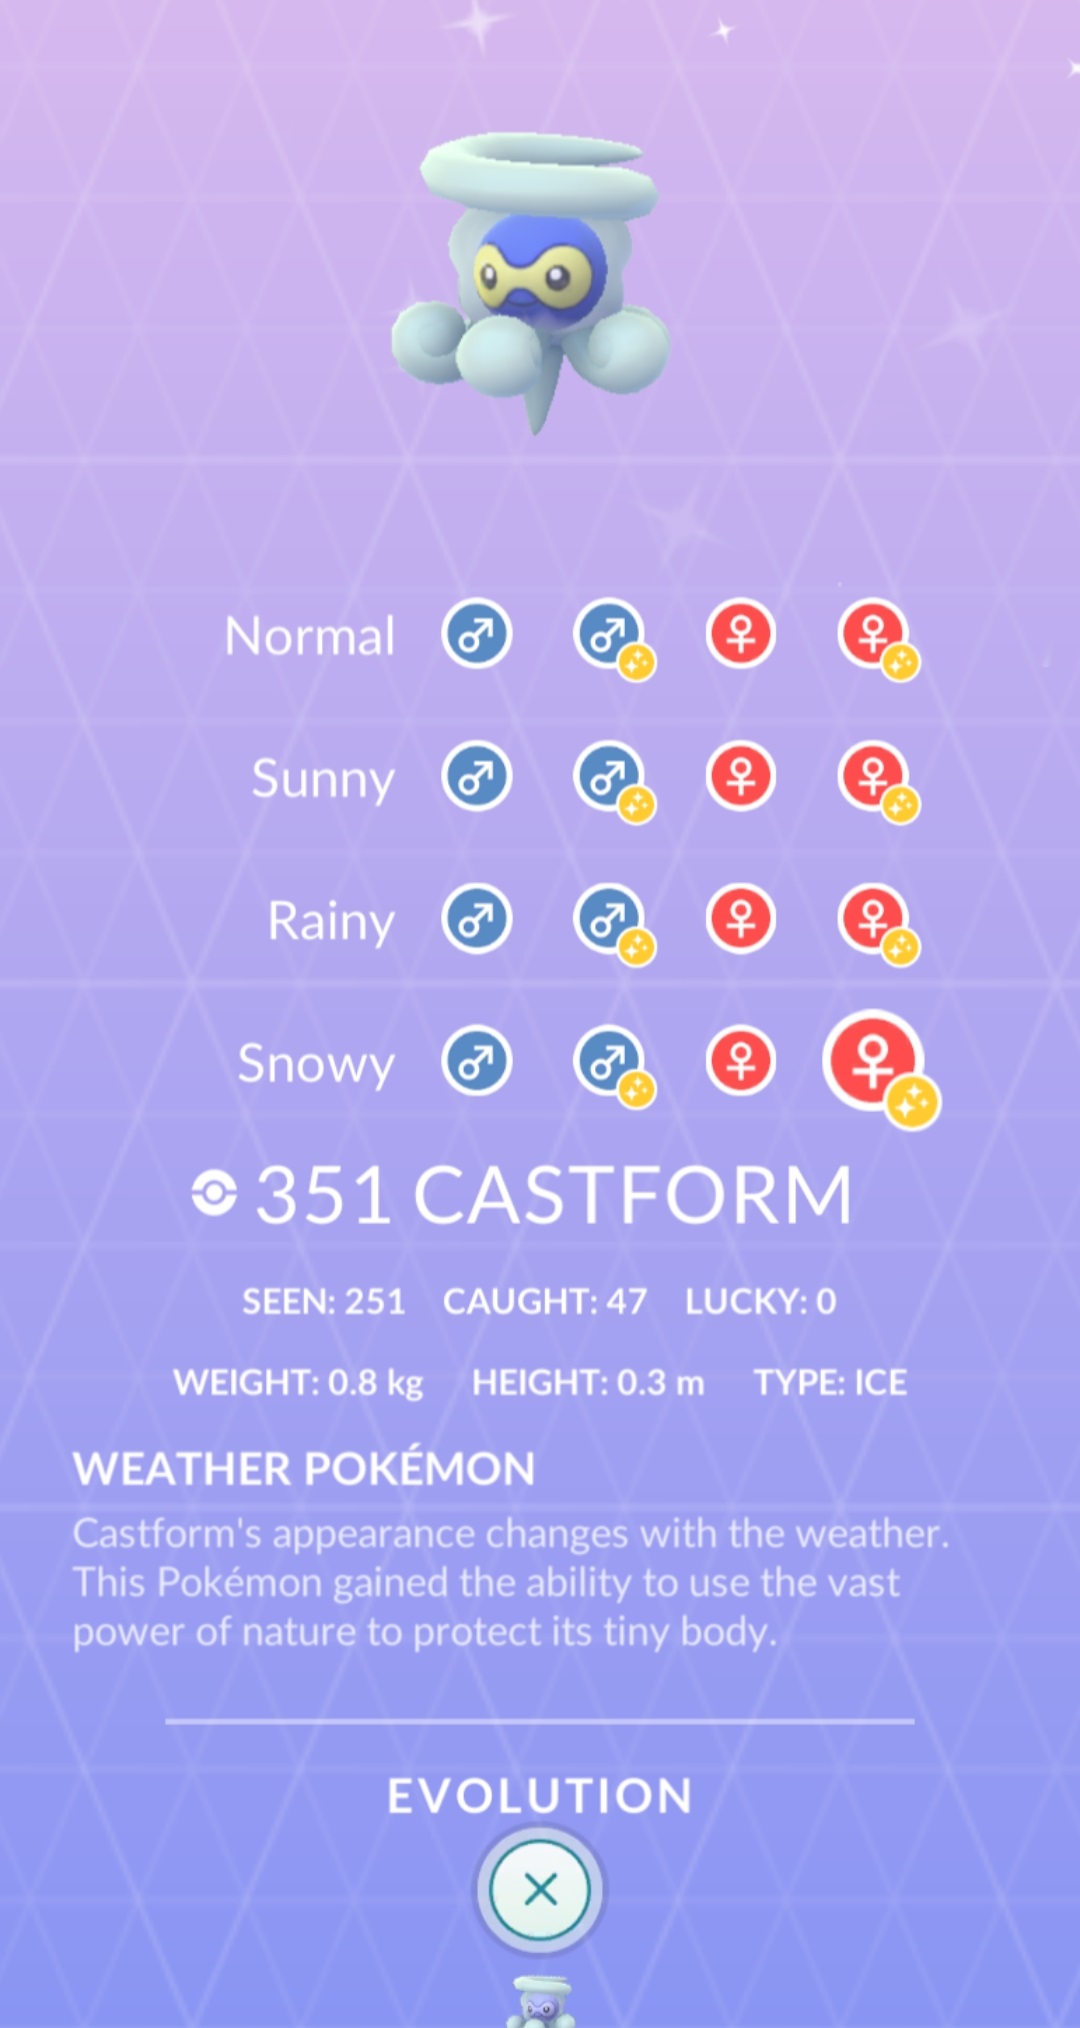 Normal
Sunny
Rainy
Snowy
351 CASTFORM
SEEN: 251 CAUGHT: 47 LUCKY: 0
WEIGHT: 0.8 kg HEIGHT: 0.3 m TYPE: ICE
WEATHER POKÉMON
Castform's appearance changes with the weather.
This Pokémon gained the ability to use the vast
power of nature to protect its tiny body.
EVOLUTION